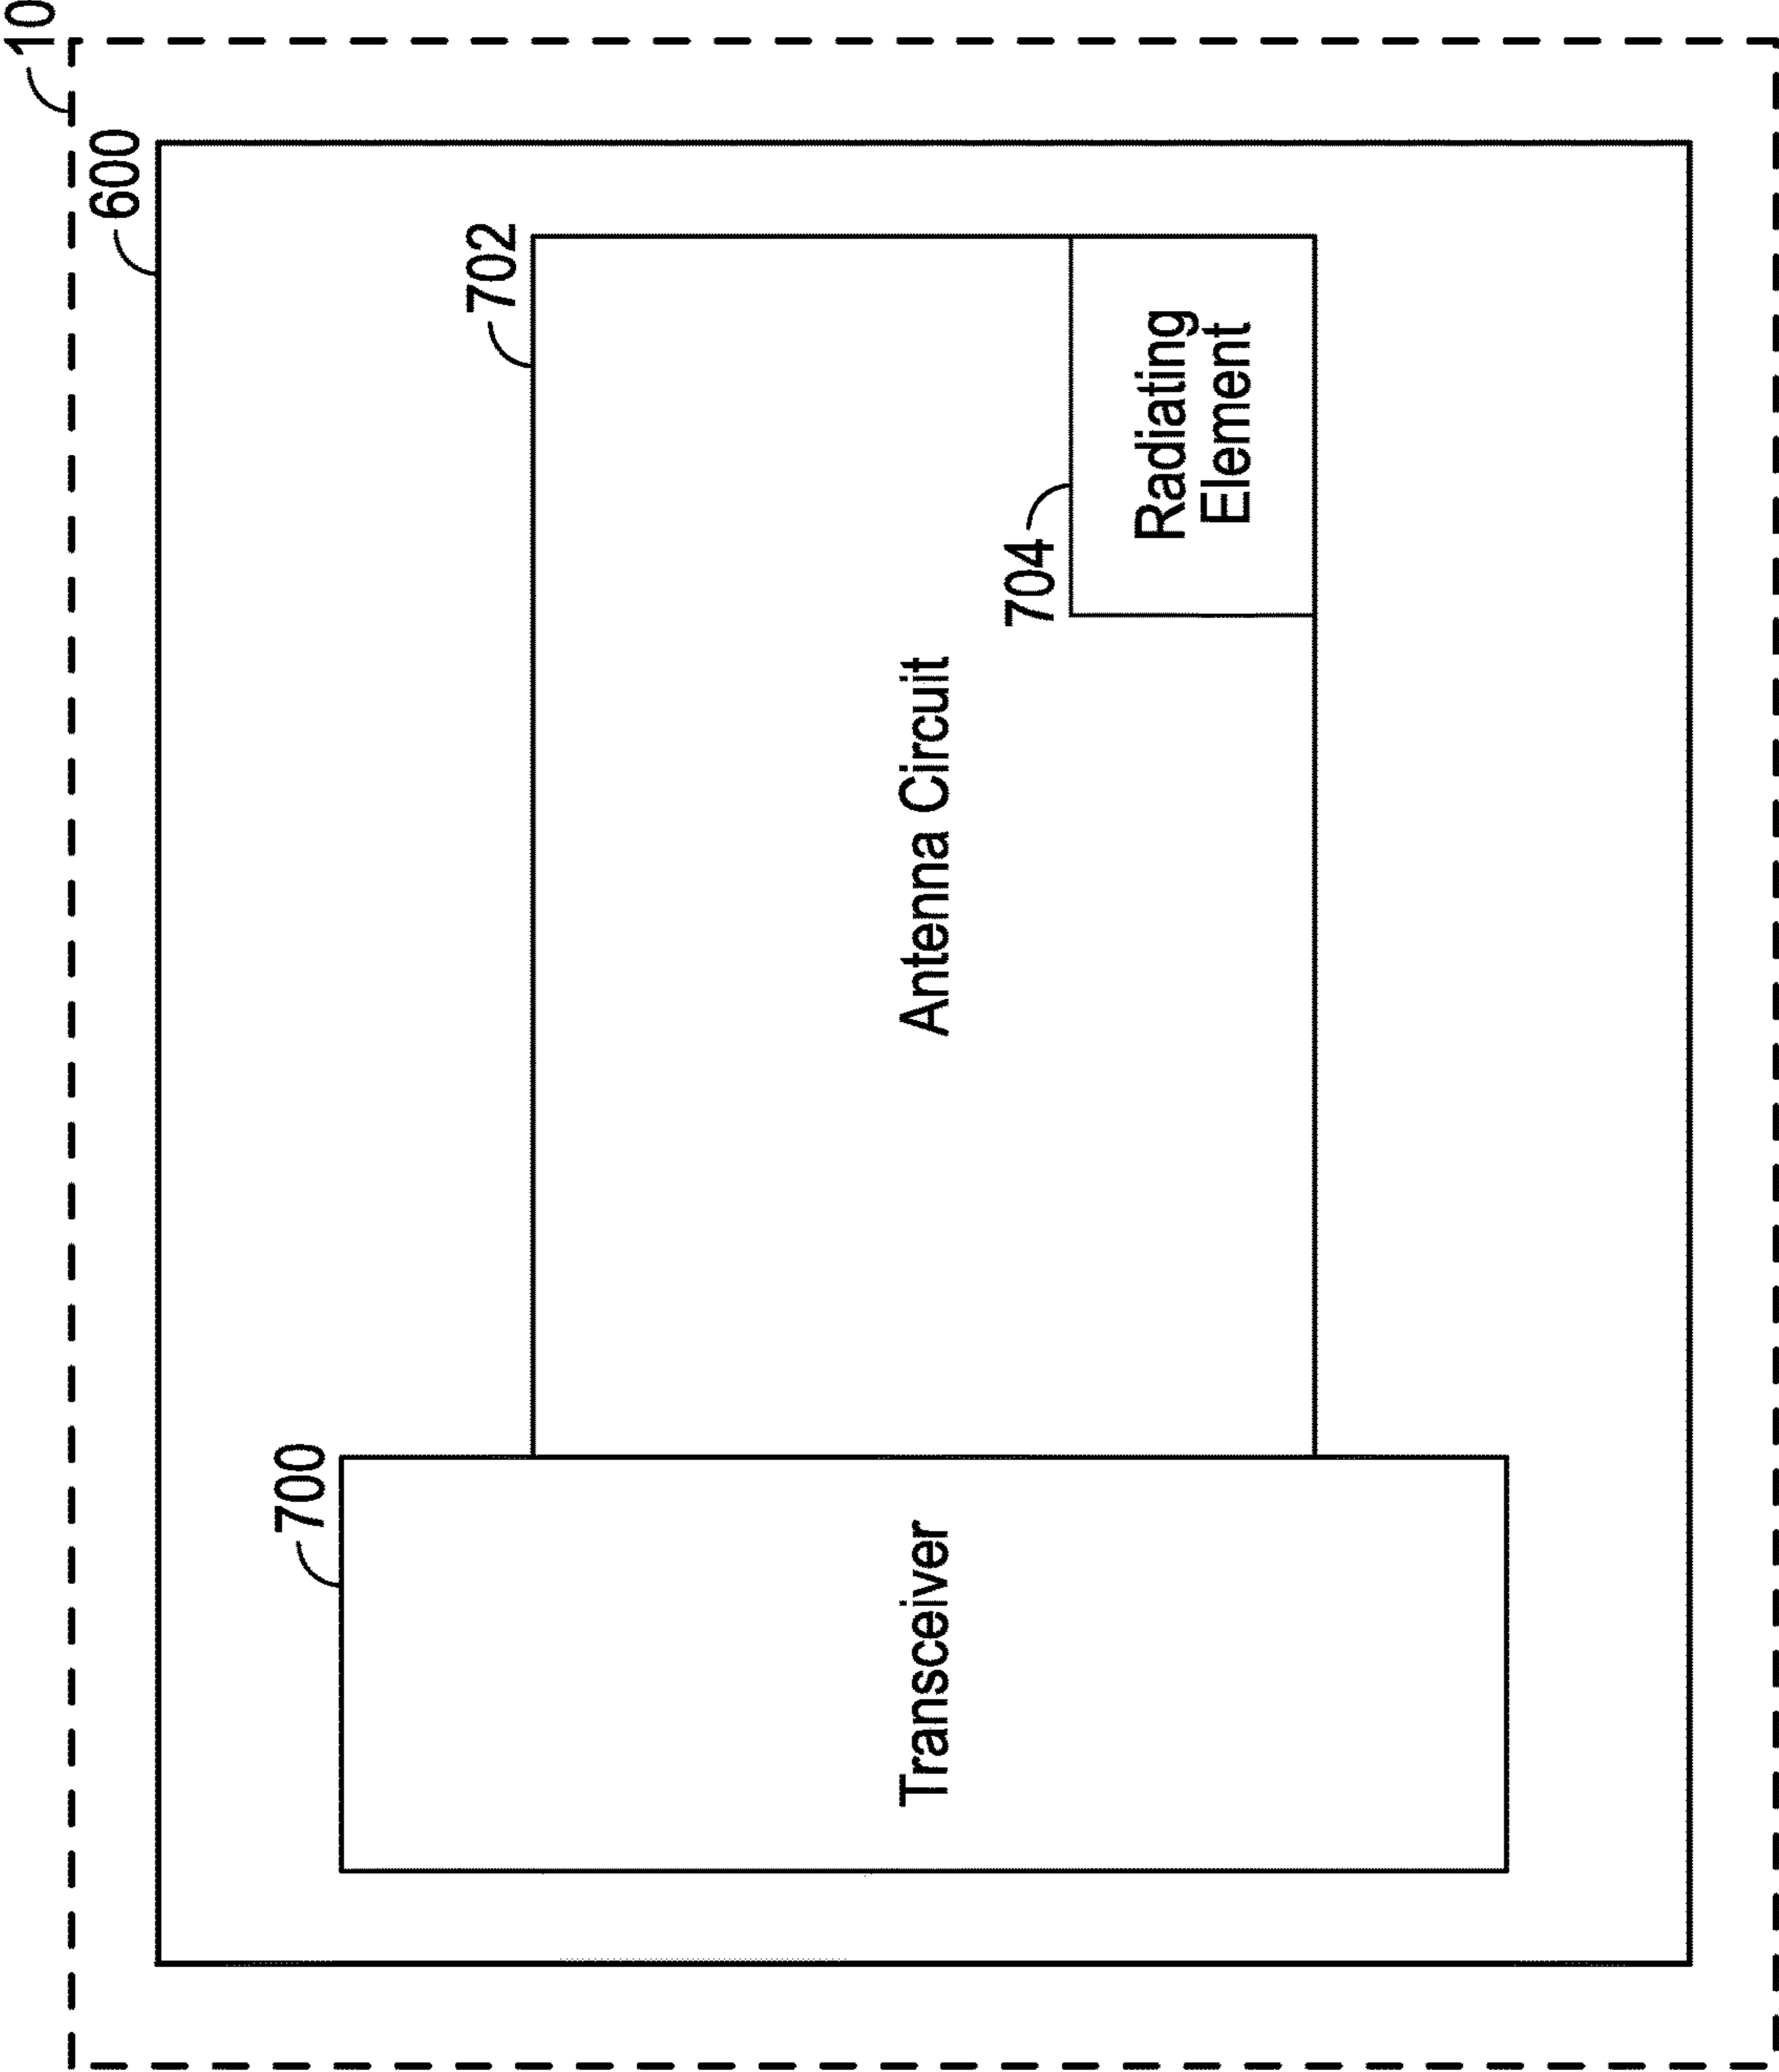 10
600
702
704
Radiating
Element
Antenna Circuit
700
Transceiver